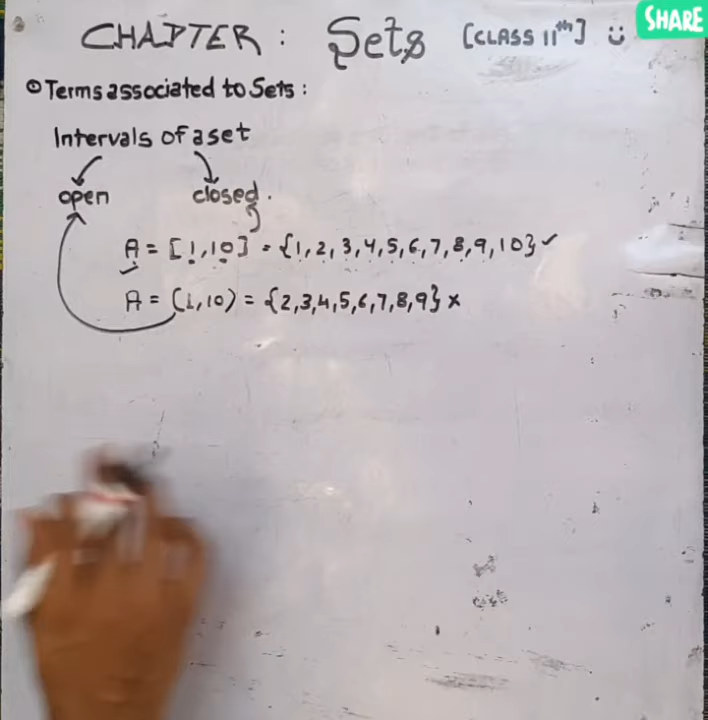 CHAPTER : Sets [CLASS 11th]
SHARE
Terms associated to Sets :
Intervals of a set
open closed.
A = [1,10] = {1,2,3,4,5,6,7,8,9,10} ✓
A = (1,10) = {2,3,4,5,6,7,8,9} ×